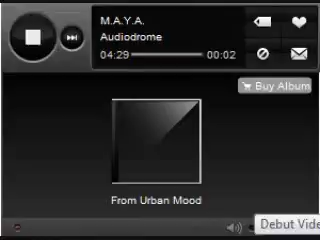 M.A.Y.A.
Audiodrome
04:29 00:02
Buy Album
From Urban Mood
Debut Vide